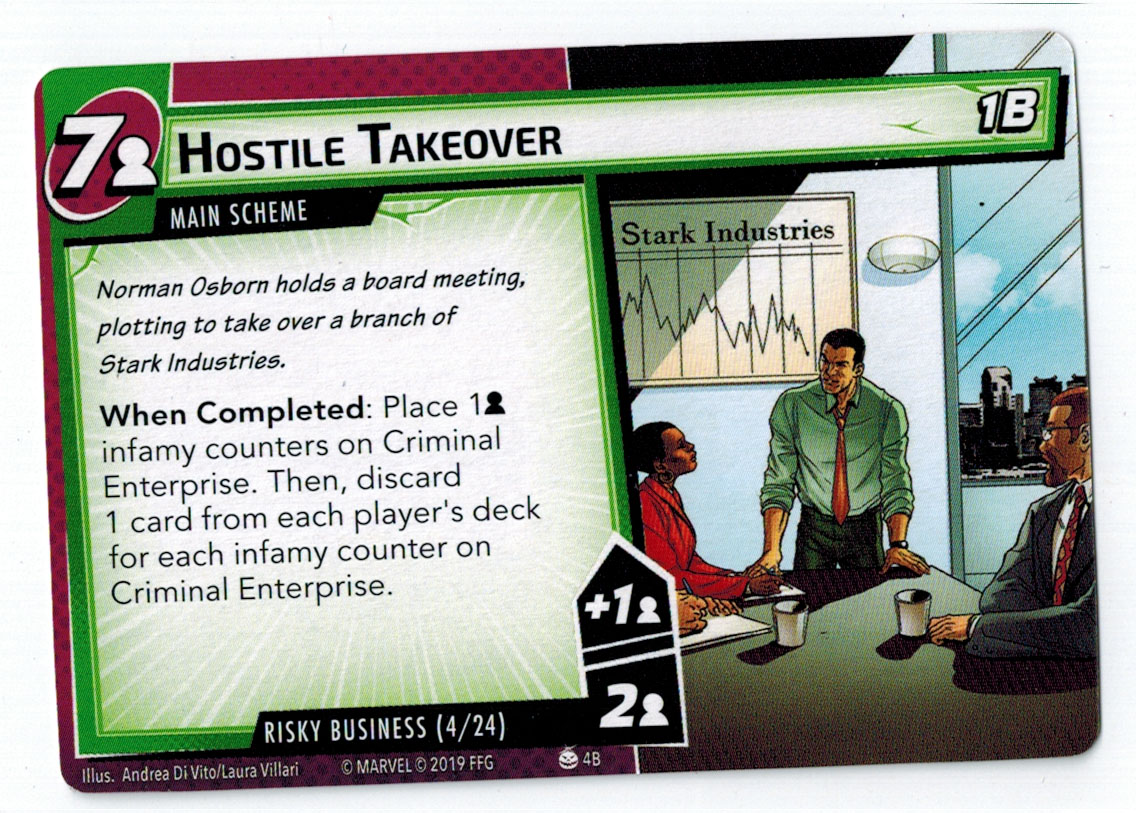 7
HOSTILE TAKEOVER
1B
MAIN SCHEME
Norman Osborn holds a board meeting,
plotting to take over a branch of
Stark Industries.
When Completed: Place 1
infamy counters on Criminal
Enterprise. Then, discard
1 card from each player's deck
for each infamy counter on
Criminal Enterprise.
Stark Industries
+1
2
RISKY BUSINESS (4/24)
Illus. Andrea Di Vito/Laura Villari
© MARVEL © 2019 FFG
4B